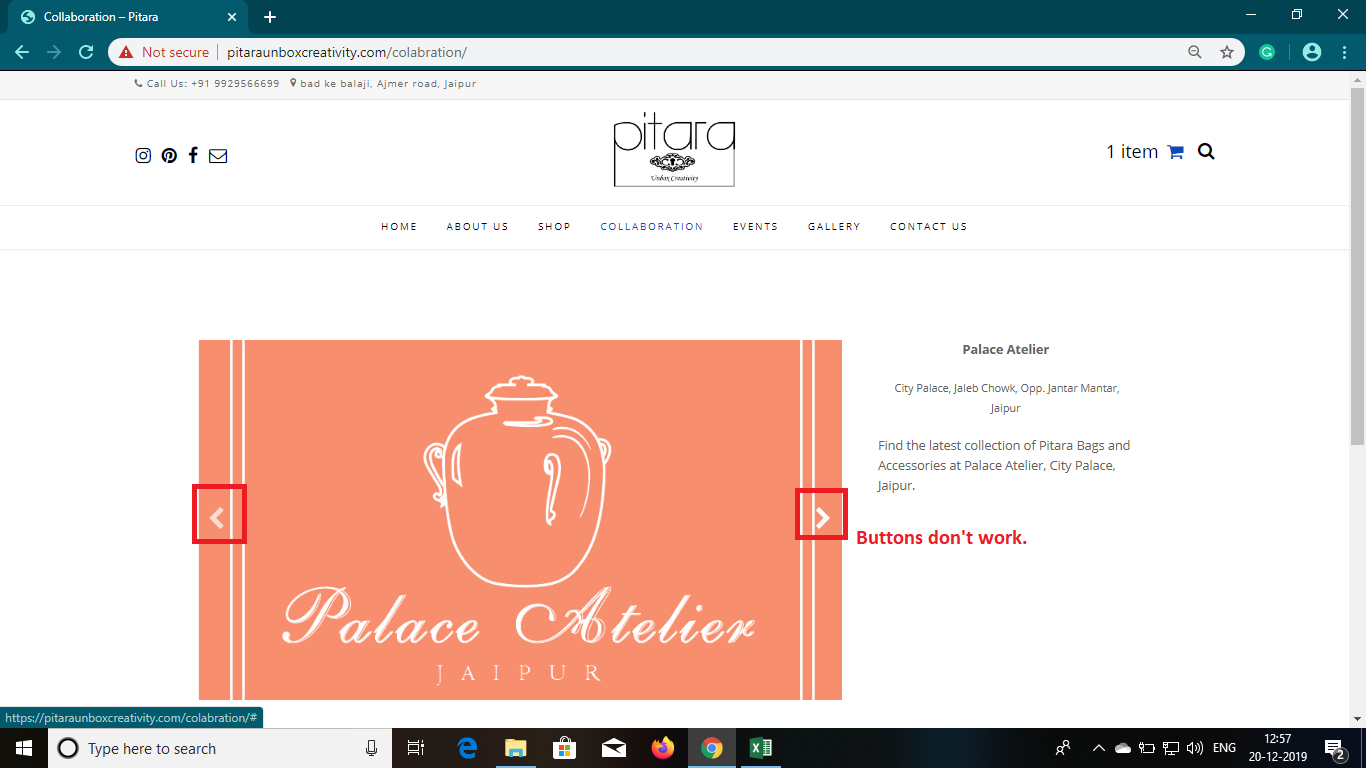 Collaboration – Pitara
Not secure
pitaraunboxcreativity.com/colabration/
Call Us: +91 9929566699 bad ke balaji, Ajmer road, Jaipur
pitara
Unbox Creativity
1 item
HOME ABOUT US SHOP COLLABORATION EVENTS GALLERY CONTACT US
Palace Atelier
JAIPUR
Palace Atelier
City Palace, Jaleb Chowk, Opp. Jantar Mantar,
Jaipur
Find the latest collection of Pitara Bags and
Accessories at Palace Atelier, City Palace,
Jaipur.
Buttons don't work.
https://pitaraunboxcreativity.com/colabration/#
Type here to search
ENG
12:57
20-12-2019
2